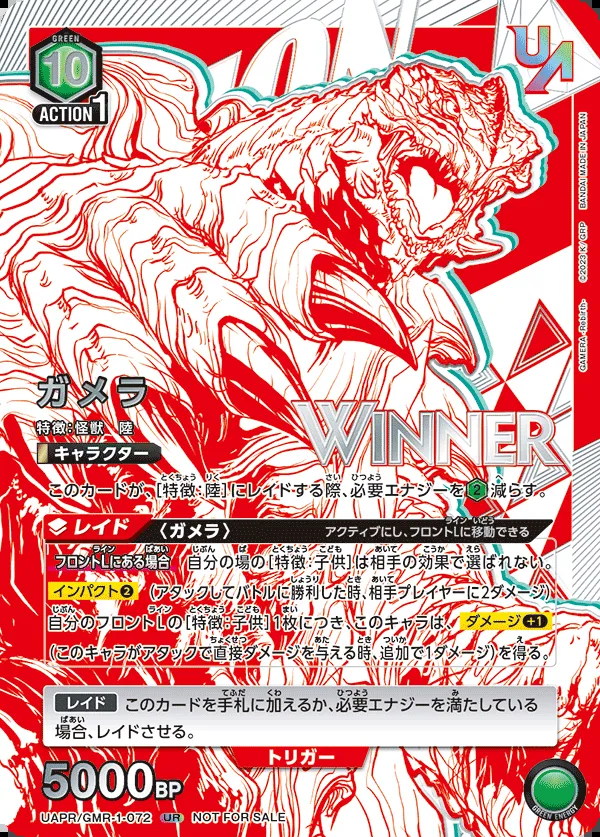 GREEN
10
ACTION1
UA
©2023 K / GRP BANDAI MADE IN JAPAN
GAMERA -Rebirth-
ガメラ
特徴:怪獣 陸
キャラクター
WINNER
このカードが、[特徴:陸]にレイドする際、必要エナジーを2減らす。
レイド 〈ガメラ〉 アクティブにし、フロントLに移動できる
フロントLにある場合 自分の場の[特徴:子供]は相手の効果で選ばれない。
インパクト2 (アタックしてバトルに勝利した時、相手プレイヤーに2ダメージ)
自分のフロントLの[特徴:子供]1枚につき、このキャラは、ダメージ+1
(このキャラがアタックで直接ダメージを与える時、追加で1ダメージ)を得る。
レイド このカードを手札に加えるか、必要エナジーを満たしている
場合、レイドさせる。
トリガー
5000BP
GREEN ENERGY
UAPR/GMR-1-072 UR NOT FOR SALE